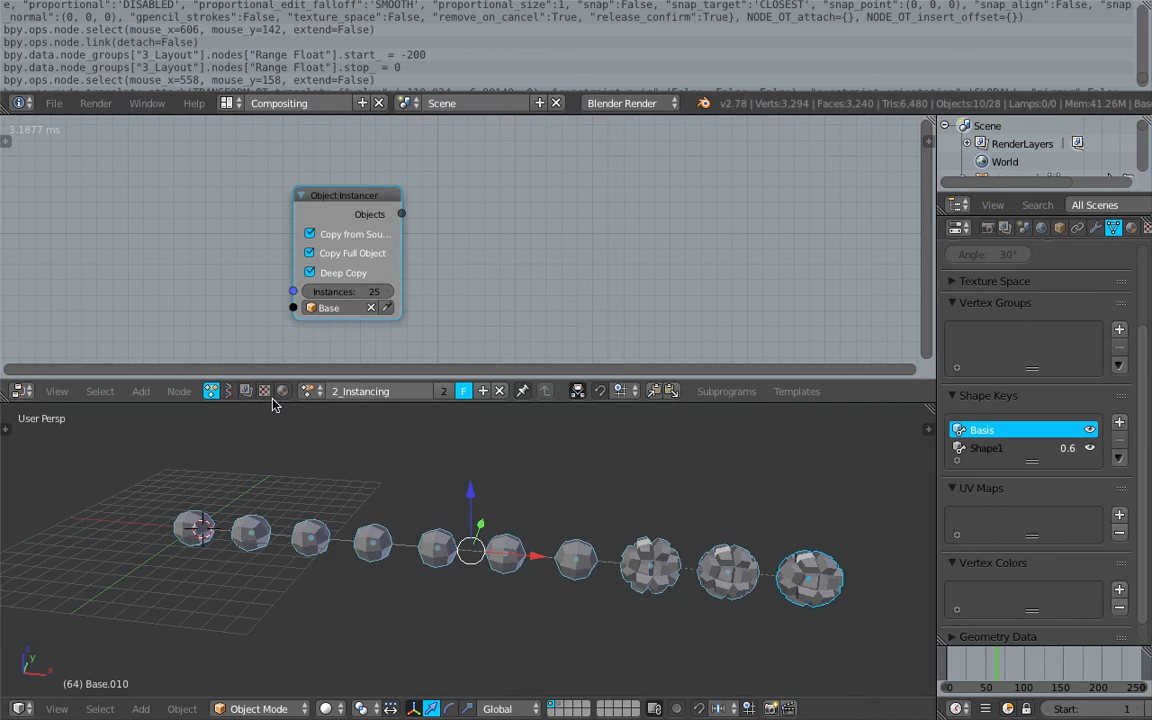 e, "proportional":'DISABLED', "proportional_edit_falloff":'SMOOTH', "proportional_size":1, "snap":False, "snap_target":'CLOSEST', "snap_point":(0, 0, 0), "snap_align":False, "snap
_normal":(0, 0, 0), "gpencil_strokes":False, "texture_space":False, "remove_on_cancel":True, "release_confirm":True}, NODE_OT_attach={}, NODE_OT_insert_offset={})
bpy.ops.node.select(mouse_x=606, mouse_y=142, extend=False)
bpy.ops.node.link(detach=False)
bpy.data.node_groups["3_Layout"].nodes["Range Float"].start_ = -200
bpy.data.node_groups["3_Layout"].nodes["Range Float"].stop_ = 0
bpy.ops.node.select(mouse_x=558, mouse_y=158, extend=False)
File Render Window Help Compositing Scene Blender Render v2.78 | Verts:3,294 | Faces:3,240 | Tris:6,480 | Objects:10/28 | Lamps:0/0 | Mem:41.26M | Bas
3.1877 ms
Object Instancer
Objects
Copy from Sou...
Copy Full Object
Deep Copy
Instances: 25
Base
View Select Add Node 2_Instancing 2 F Subprograms Templates
User Persp
(64) Base.010
View Select Add Object Object Mode Global
Scene
RenderLayers
World
View Search All Scenes
Angle: 30°
Texture Space
Vertex Groups
Shape Keys
Basis
Shape1 0.6
UV Maps
Vertex Colors
Geometry Data
0 50 100 150 200 250
Start: 1